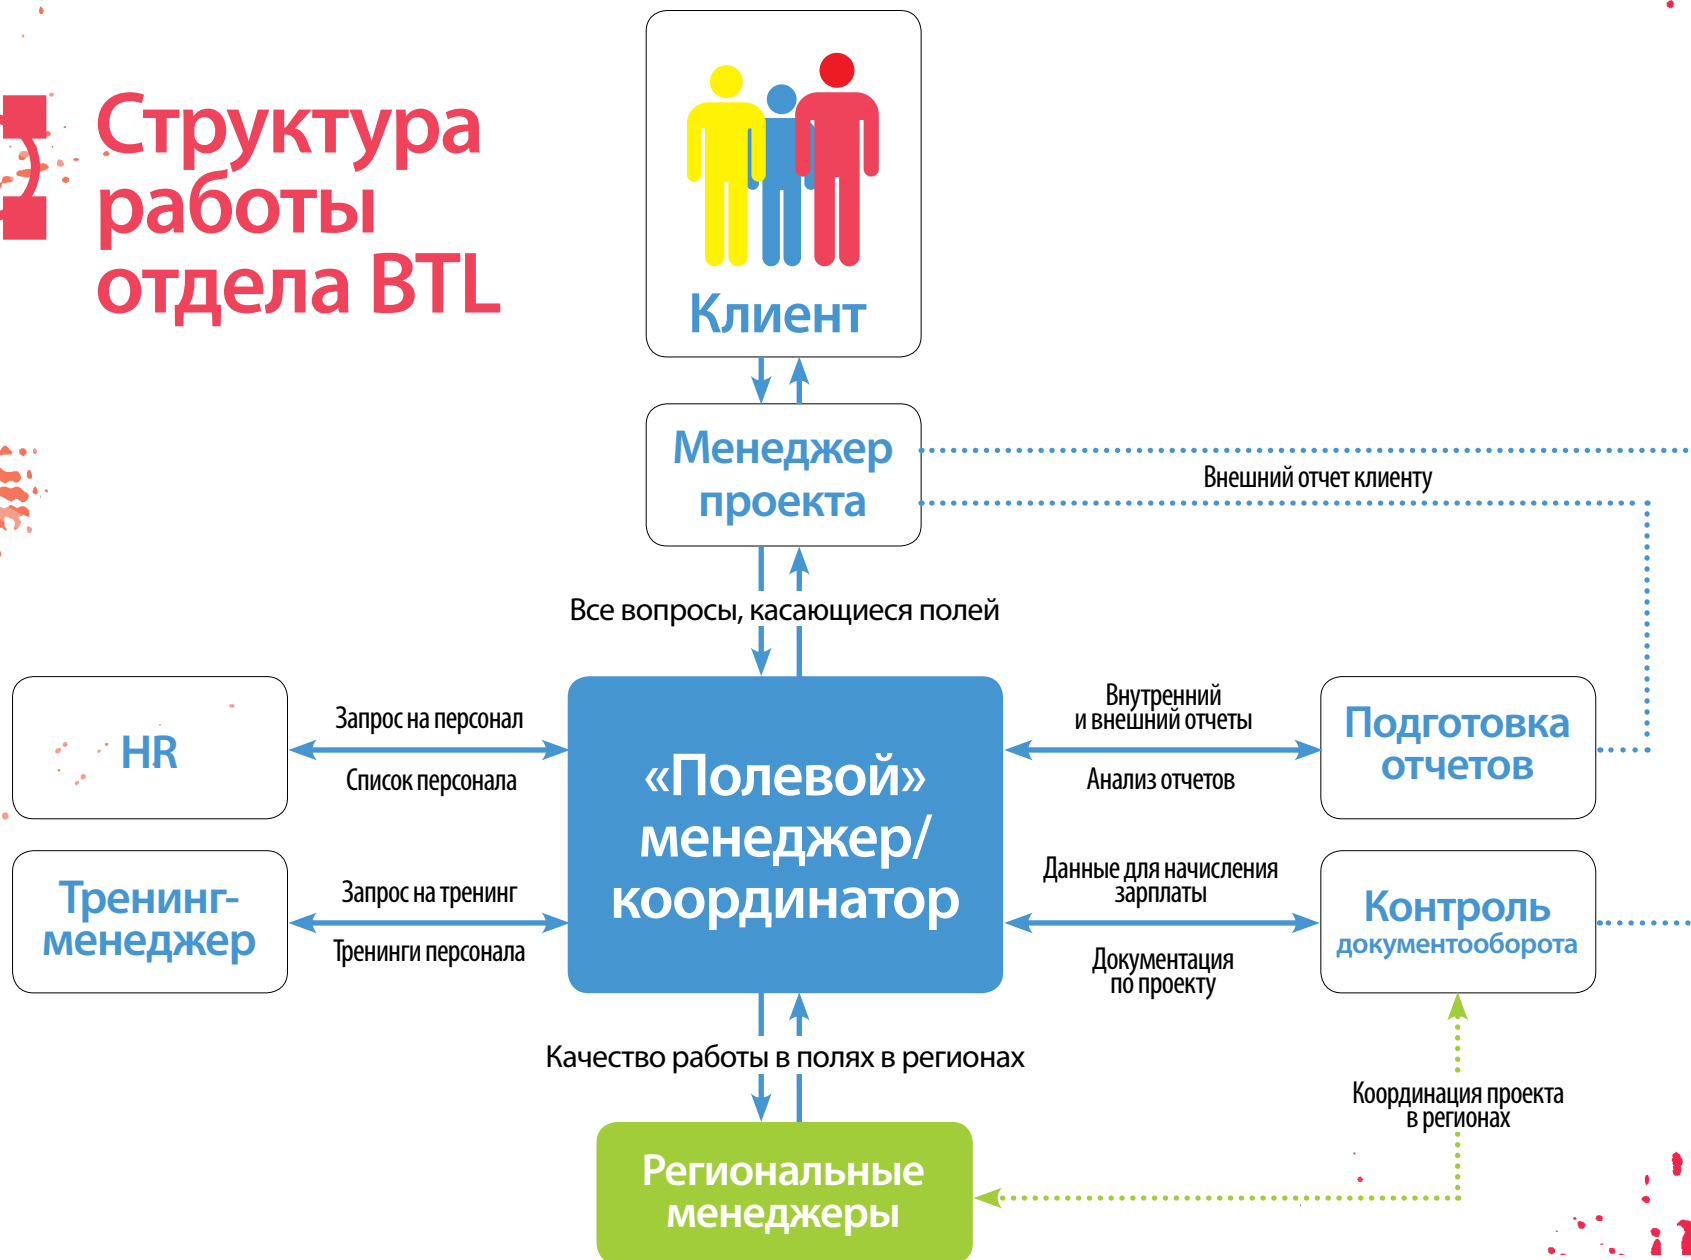 Структура
работы
отдела BTL
Клиент
Менеджер
проекта
Внешний отчет клиенту
Все вопросы, касающиеся полей
HR
Запрос на персонал
Список персонала
«Полевой»
менеджер/
координатор
Внутренний
и внешний отчеты
Анализ отчетов
Подготовка
отчетов
Тренинг-
менеджер
Запрос на тренинг
Тренинги персонала
Данные для начисления
зарплаты
Документация
по проекту
Контроль
документооборота
Качество работы в полях в регионах
Координация проекта
в регионах
Региональные
менеджеры